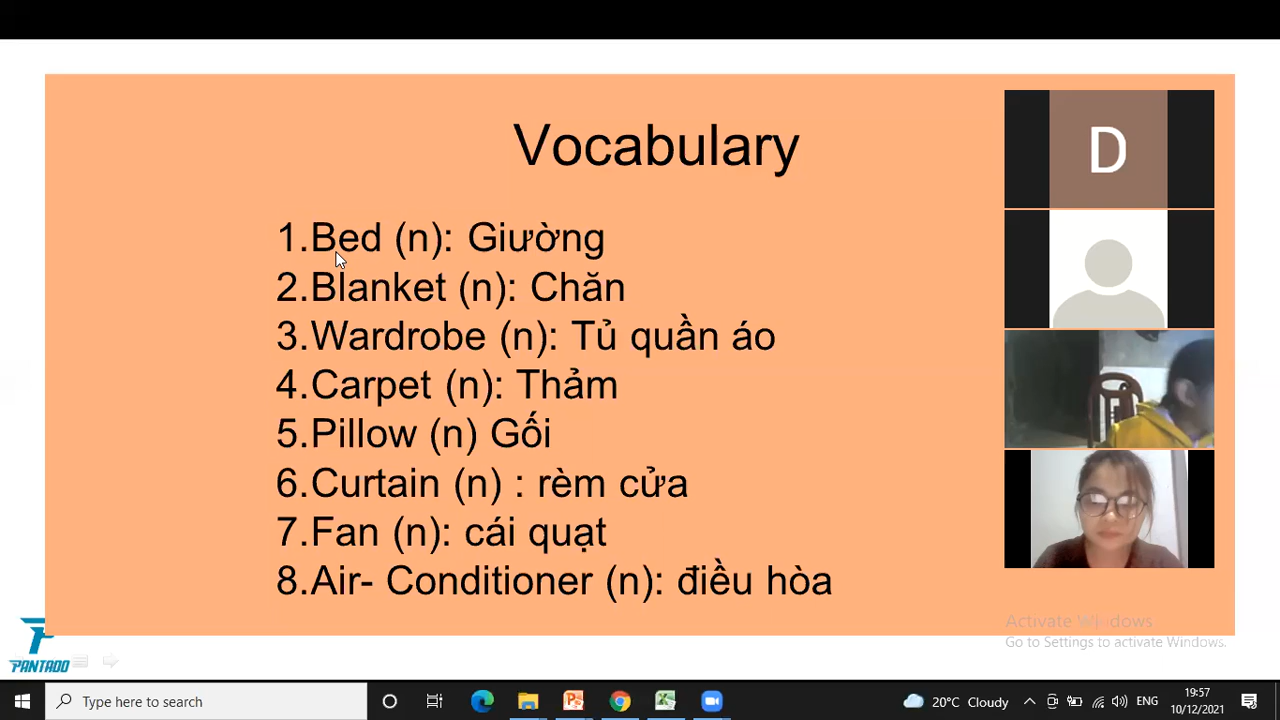 Vocabulary
D
1.Bed (n): Giường
2.Blanket (n): Chăn
3.Wardrobe (n): Tủ quần áo
4.Carpet (n): Thảm
5.Pillow (n) Gối
6.Curtain (n) : rèm cửa
7.Fan (n): cái quạt
8.Air- Conditioner (n): điều hòa
Activate Windows
Go to Settings to activate Windows.
PANTADO
Type here to search
20°C Cloudy
ENG
19:57
10/12/2021